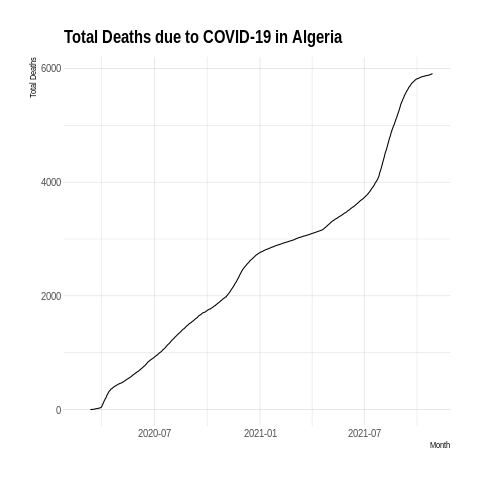 Total Deaths due to COVID-19 in Algeria
Total Deaths
6000
4000
2000
0
2020-07
2021-01
2021-07
Month